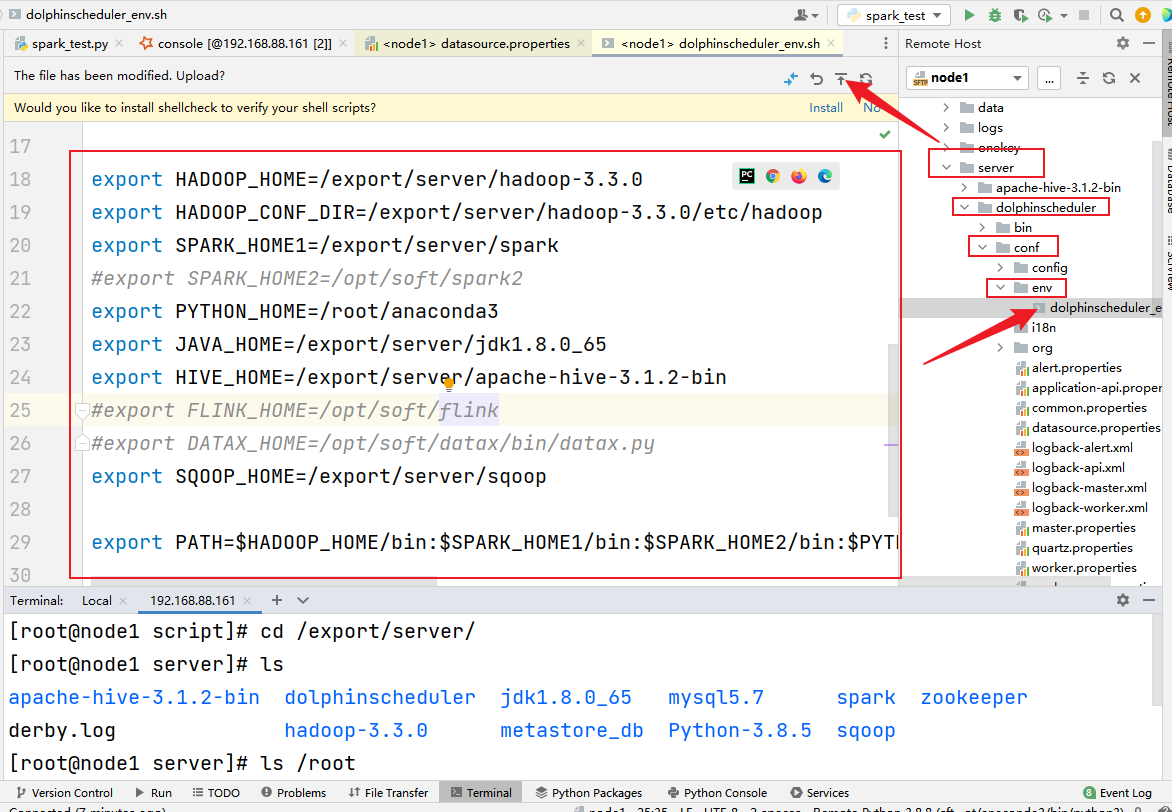 dolphinscheduler_env.sh
spark_test
spark_test.py
console [@192.168.88.161 [2]]
<node1> datasource.properties
<node1> dolphinscheduler_env.sh
Remote Host
The file has been modified. Upload?
node1
...
Would you like to install shellcheck to verify your shell scripts?
Install
No
17
18 export HADOOP_HOME=/export/server/hadoop-3.3.0
19 export HADOOP_CONF_DIR=/export/server/hadoop-3.3.0/etc/hadoop
20 export SPARK_HOME1=/export/server/spark
21 #export SPARK_HOME2=/opt/soft/spark2
22 export PYTHON_HOME=/root/anaconda3
23 export JAVA_HOME=/export/server/jdk1.8.0_65
24 export HIVE_HOME=/export/server/apache-hive-3.1.2-bin
25 #export FLINK_HOME=/opt/soft/flink
26 #export DATAX_HOME=/opt/soft/datax/bin/datax.py
27 export SQOOP_HOME=/export/server/sqoop
28
29 export PATH=$HADOOP_HOME/bin:$SPARK_HOME1/bin:$SPARK_HOME2/bin:$PYTH
30
data
logs
onekey
server
apache-hive-3.1.2-bin
dolphinscheduler
bin
conf
config
env
dolphinscheduler_e
i18n
org
alert.properties
application-api.proper
common.properties
datasource.properties
logback-alert.xml
logback-api.xml
logback-master.xml
logback-worker.xml
master.properties
quartz.properties
worker.properties
Remote Host
Database
SciView
Terminal: Local 192.168.88.161
[root@node1 script]# cd /export/server/
[root@node1 server]# ls
apache-hive-3.1.2-bin dolphinscheduler jdk1.8.0_65 mysql5.7 spark zookeeper
derby.log hadoop-3.3.0 metastore_db Python-3.8.5 sqoop
[root@node1 server]# ls /root
Version Control Run TODO Problems File Transfer Terminal Python Packages Python Console Services 8 Event Log